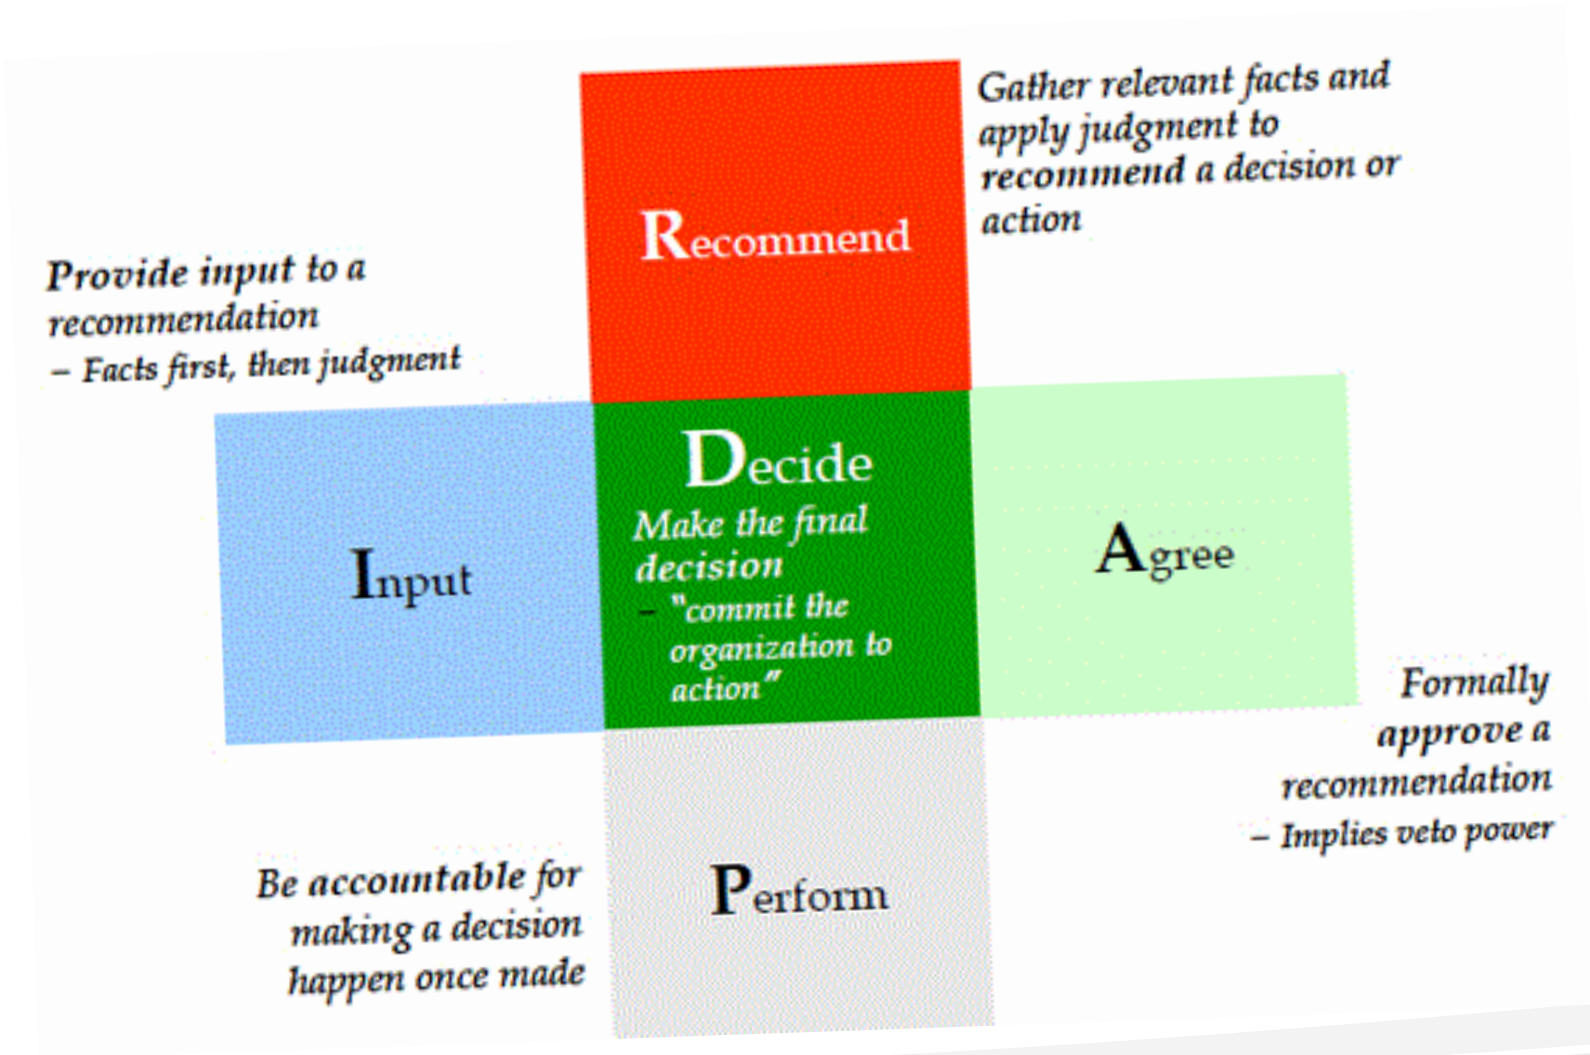 Gather relevant facts and
apply judgment to
recommend a decision or
action
Recommend
Provide input to a
recommendation
– Facts first, then judgment
Input
Decide
Make the final
decision
– "commit the
organization to
action"
Agree
Formally
approve a
recommendation
– Implies veto power
Be accountable for
making a decision
happen once made
Perform